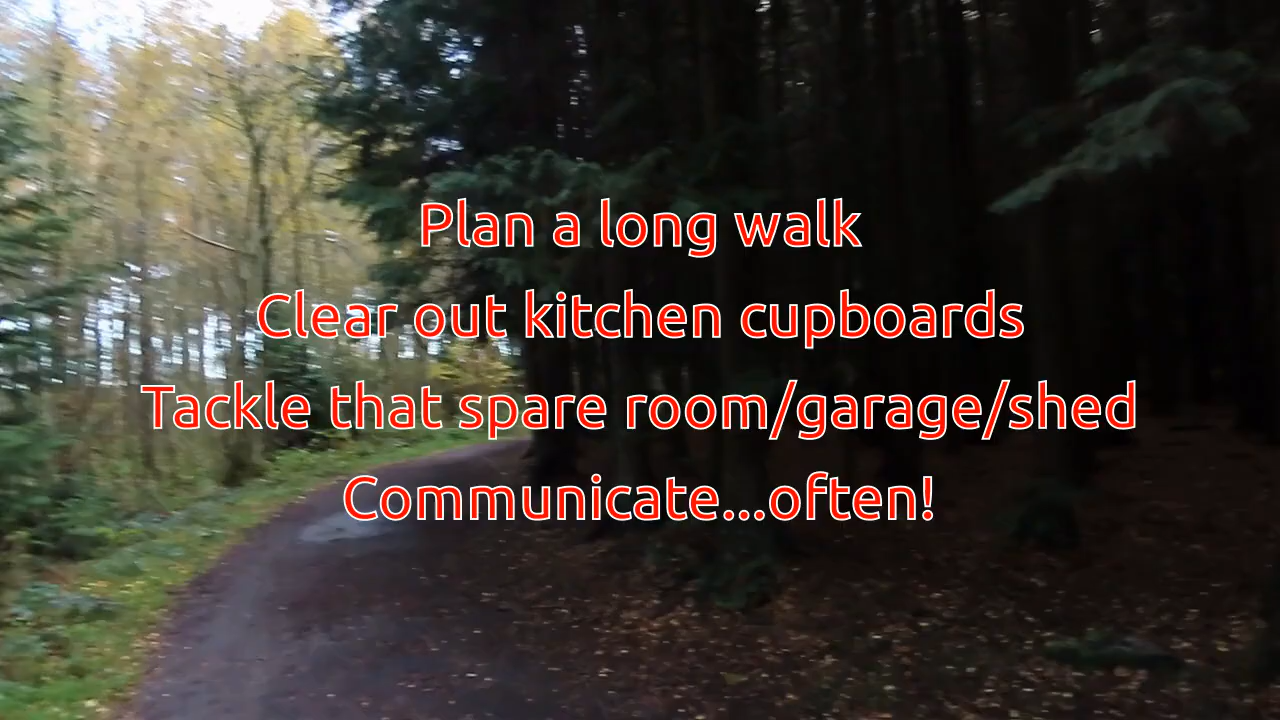 Plan a long walk
Clear out kitchen cupboards
Tackle that spare room/garage/shed
Communicate...often!